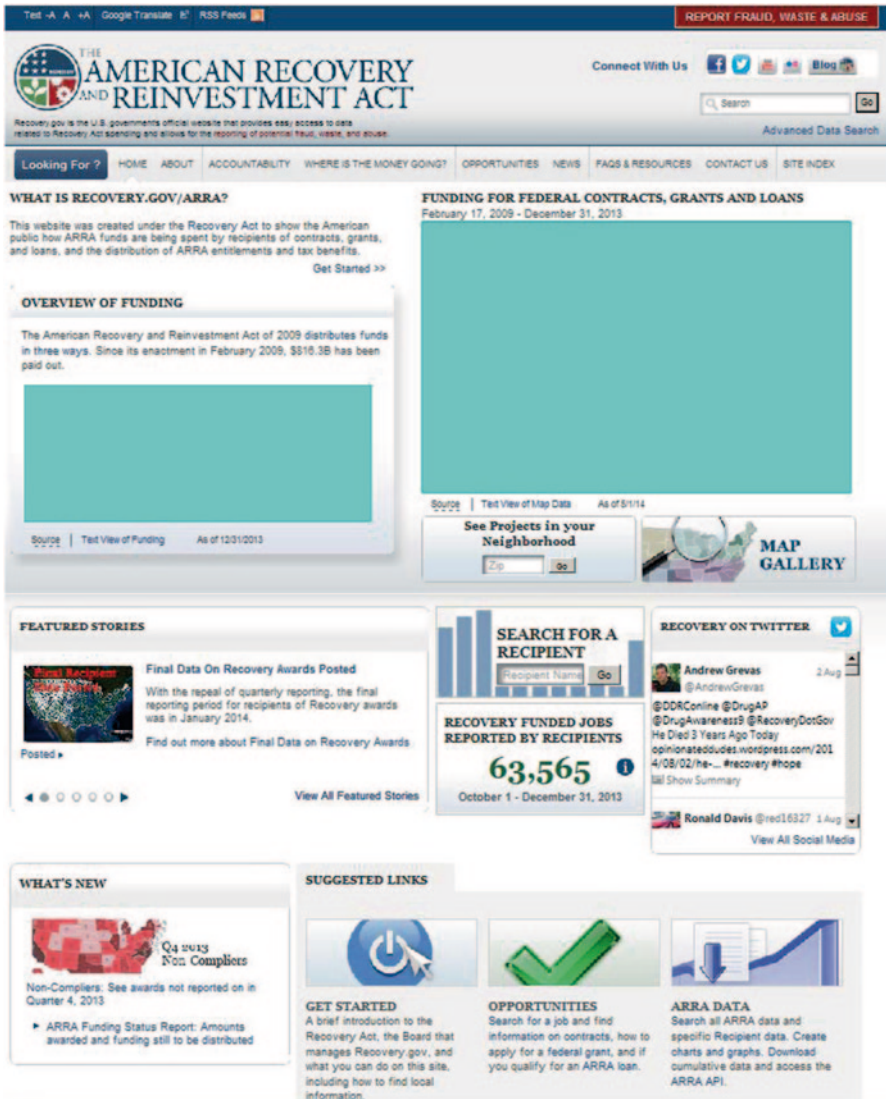 Text -A A +A Google Translate RSS Feeds
REPORT FRAUD, WASTE & ABUSE
THE
AMERICAN RECOVERY
AND REINVESTMENT ACT
Recovery.gov is the U.S. government's official website that provides easy access to data
related to Recovery Act spending and allows for the reporting of potential fraud, waste, and abuse.
Connect With Us
Blog
Search Go
Advanced Data Search
Looking For ? HOME ABOUT ACCOUNTABILITY WHERE IS THE MONEY GOING? OPPORTUNITIES NEWS FAQS & RESOURCES CONTACT US SITE INDEX
WHAT IS RECOVERY.GOV/ARRA?
This website was created under the Recovery Act to show the American
public how ARRA funds are being spent by recipients of contracts, grants,
and loans, and the distribution of ARRA entitlements and tax benefits.
Get Started >>
OVERVIEW OF FUNDING
The American Recovery and Reinvestment Act of 2009 distributes funds
in three ways. Since its enactment in February 2009, $816.3B has been
paid out.
Source | Text View of Funding As of 12/31/2013
FUNDING FOR FEDERAL CONTRACTS, GRANTS AND LOANS
February 17, 2009 - December 31, 2013
Source | Text View of Map Data As of 5/1/14
See Projects in your
Neighborhood
Zip Go
MAP
GALLERY
FEATURED STORIES
Final Recipient
Final Data On Recovery Awards Posted
With the repeal of quarterly reporting, the final
reporting period for recipients of Recovery awards
was in January 2014.
Find out more about Final Data on Recovery Awards
Posted ▸
View All Featured Stories
SEARCH FOR A
RECIPIENT
Recipient Name Go
RECOVERY FUNDED JOBS
REPORTED BY RECIPIENTS
63,565
October 1 - December 31, 2013
RECOVERY ON TWITTER
Andrew Grevas 2 Aug
@AndrewGrevas
@DDRConline @DrugAP
@DrugAwareness9 @RecoveryDotGov
He Died 3 Years Ago Today
opinionateddudes.wordpress.com/201
4/08/02/he-... #recovery #hope
Show Summary
Ronald Davis @red16327 1 Aug
View All Social Media
WHAT'S NEW
Q4 2013
Non Compliers
Non-Compliers: See awards not reported on in
Quarter 4, 2013
▸ ARRA Funding Status Report: Amounts
awarded and funding still to be distributed
SUGGESTED LINKS
GET STARTED
A brief introduction to the
Recovery Act, the Board that
manages Recovery.gov, and
what you can do on this site,
including how to find local
information.
OPPORTUNITIES
Search for a job and find
information on contracts, how to
apply for a federal grant, and if
you qualify for an ARRA loan.
ARRA DATA
Search all ARRA data and
specific Recipient data. Create
charts and graphs. Download
cumulative data and access the
ARRA API.